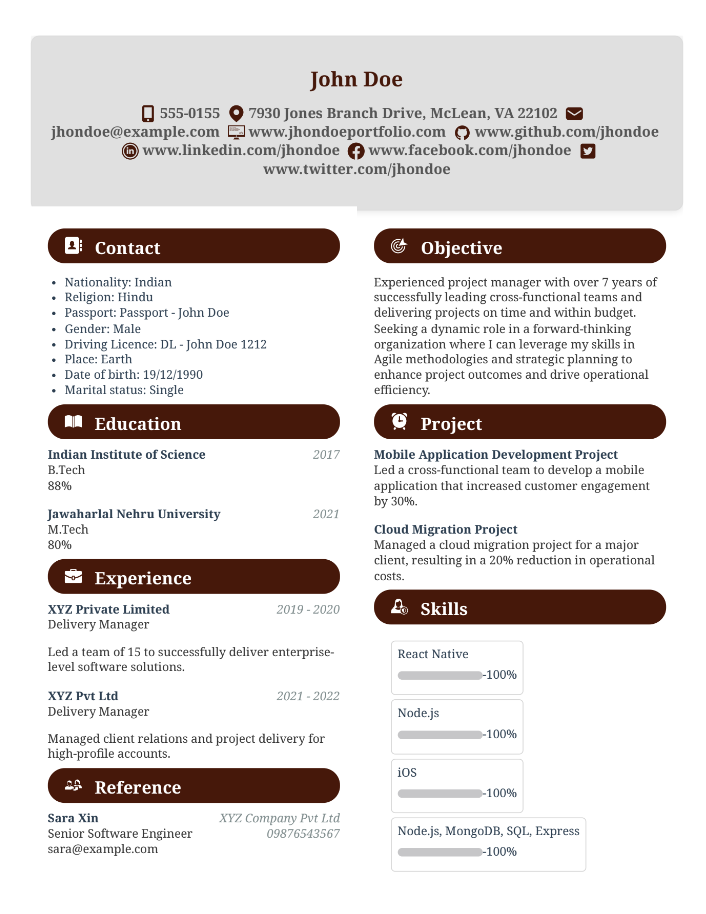 John Doe
555-0155 7930 Jones Branch Drive, McLean, VA 22102
jhondoe@example.com www.jhondoeportfolio.com www.github.com/jhondoe
www.linkedin.com/jhondoe www.facebook.com/jhondoe
www.twitter.com/jhondoe
Contact
• Nationality: Indian
• Religion: Hindu
• Passport: Passport - John Doe
• Gender: Male
• Driving Licence: DL - John Doe 1212
• Place: Earth
• Date of birth: 19/12/1990
• Marital status: Single
Education
Indian Institute of Science 2017
B.Tech
88%
Jawaharlal Nehru University 2021
M.Tech
80%
Experience
XYZ Private Limited 2019 - 2020
Delivery Manager
Led a team of 15 to successfully deliver enterprise-
level software solutions.
XYZ Pvt Ltd 2021 - 2022
Delivery Manager
Managed client relations and project delivery for
high-profile accounts.
Reference
Sara Xin XYZ Company Pvt Ltd
Senior Software Engineer 09876543567
sara@example.com
Objective
Experienced project manager with over 7 years of
successfully leading cross-functional teams and
delivering projects on time and within budget.
Seeking a dynamic role in a forward-thinking
organization where I can leverage my skills in
Agile methodologies and strategic planning to
enhance project outcomes and drive operational
efficiency.
Project
Mobile Application Development Project
Led a cross-functional team to develop a mobile
application that increased customer engagement
by 30%.
Cloud Migration Project
Managed a cloud migration project for a major
client, resulting in a 20% reduction in operational
costs.
Skills
React Native
-100%
Node.js
-100%
iOS
-100%
Node.js, MongoDB, SQL, Express
-100%